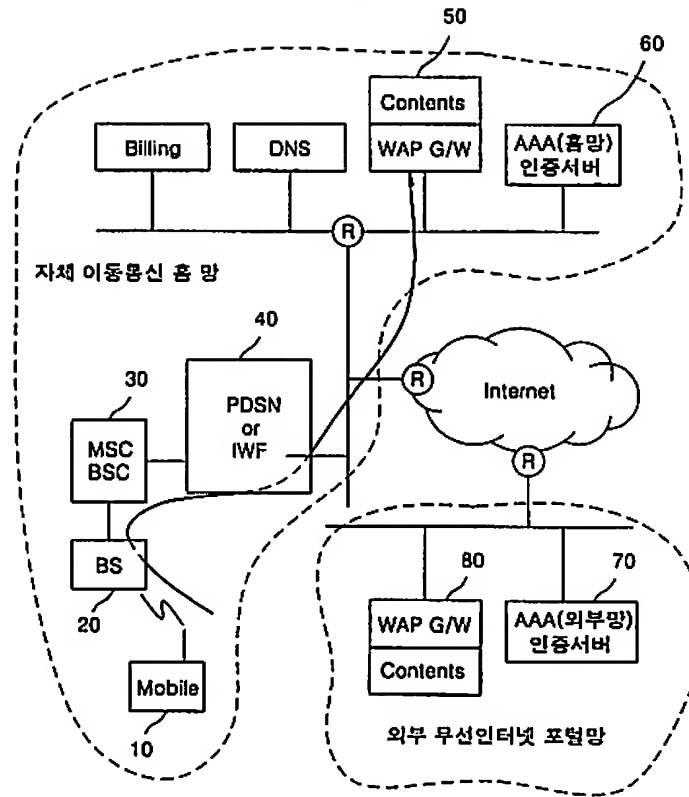 50
60
Contents
WAP G/W
Billing
DNS
AAA(홈망)
인증서버
R
자체 이동통신 홈 망
40
30
PDSN
or
IWF
MSC
BSC
R
Internet
R
BS
20
80
70
WAP G/W
Contents
AAA(외부망)
인증서버
Mobile
10
외부 무선인터넷 포털망